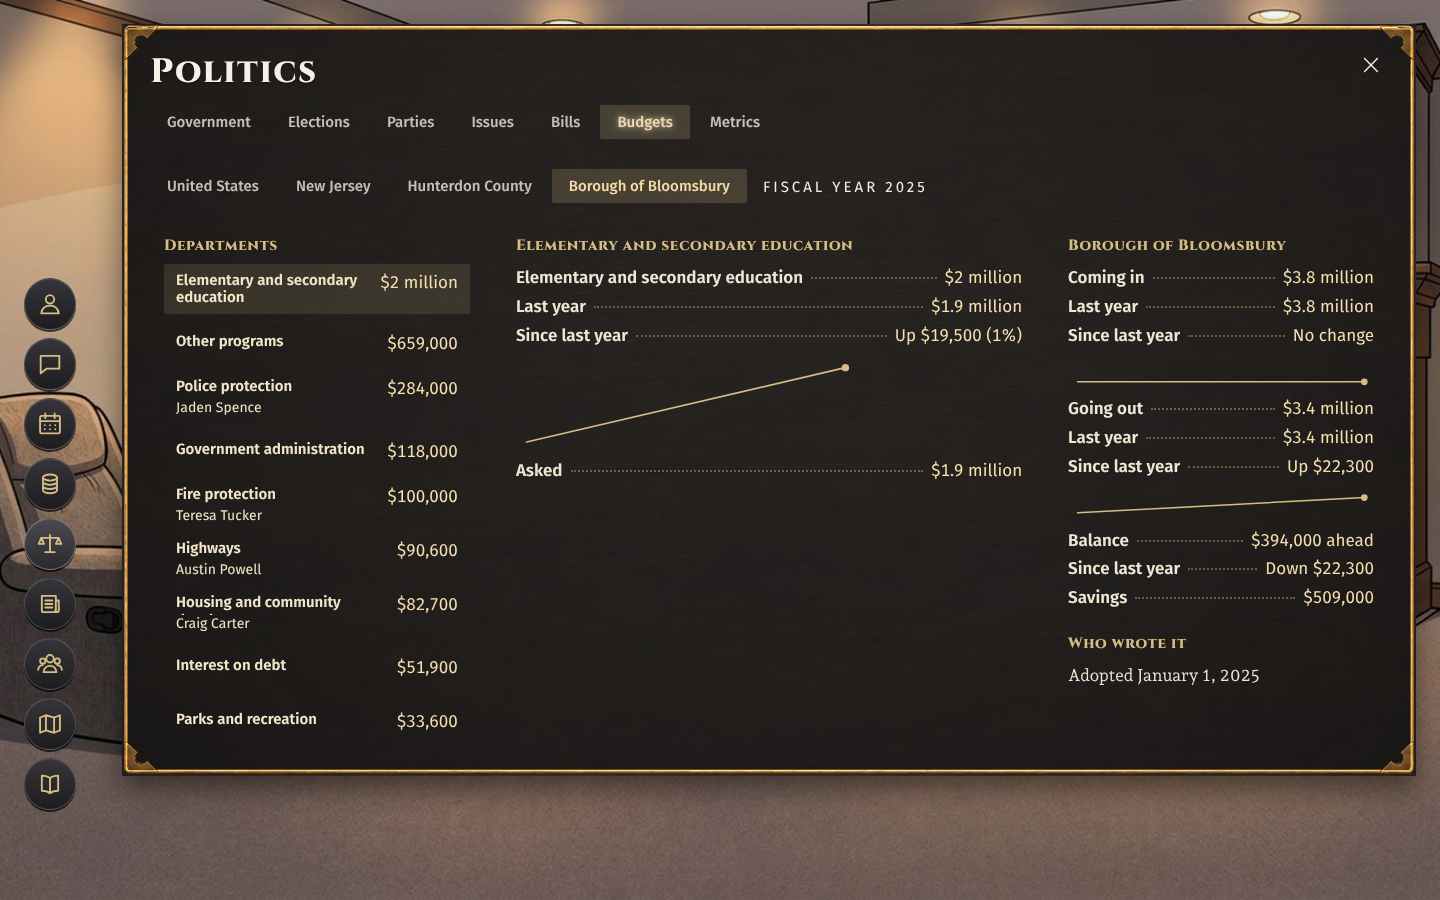 Politics
Government Elections Parties Issues Bills Budgets Metrics
United States New Jersey Hunterdon County Borough of Bloomsbury FISCAL YEAR 2025
Departments
Elementary and secondary education $2 million
Other programs $659,000
Police protection $284,000
Jaden Spence
Government administration $118,000
Fire protection $100,000
Teresa Tucker
Highways $90,600
Austin Powell
Housing and community $82,700
Craig Carter
Interest on debt $51,900
Parks and recreation $33,600
Elementary and secondary education
Elementary and secondary education $2 million
Last year $1.9 million
Since last year Up $19,500 (1%)
Asked $1.9 million
Borough of Bloomsbury
Coming in $3.8 million
Last year $3.8 million
Since last year No change
Going out $3.4 million
Last year $3.4 million
Since last year Up $22,300
Balance $394,000 ahead
Since last year Down $22,300
Savings $509,000
Who wrote it
Adopted January 1, 2025